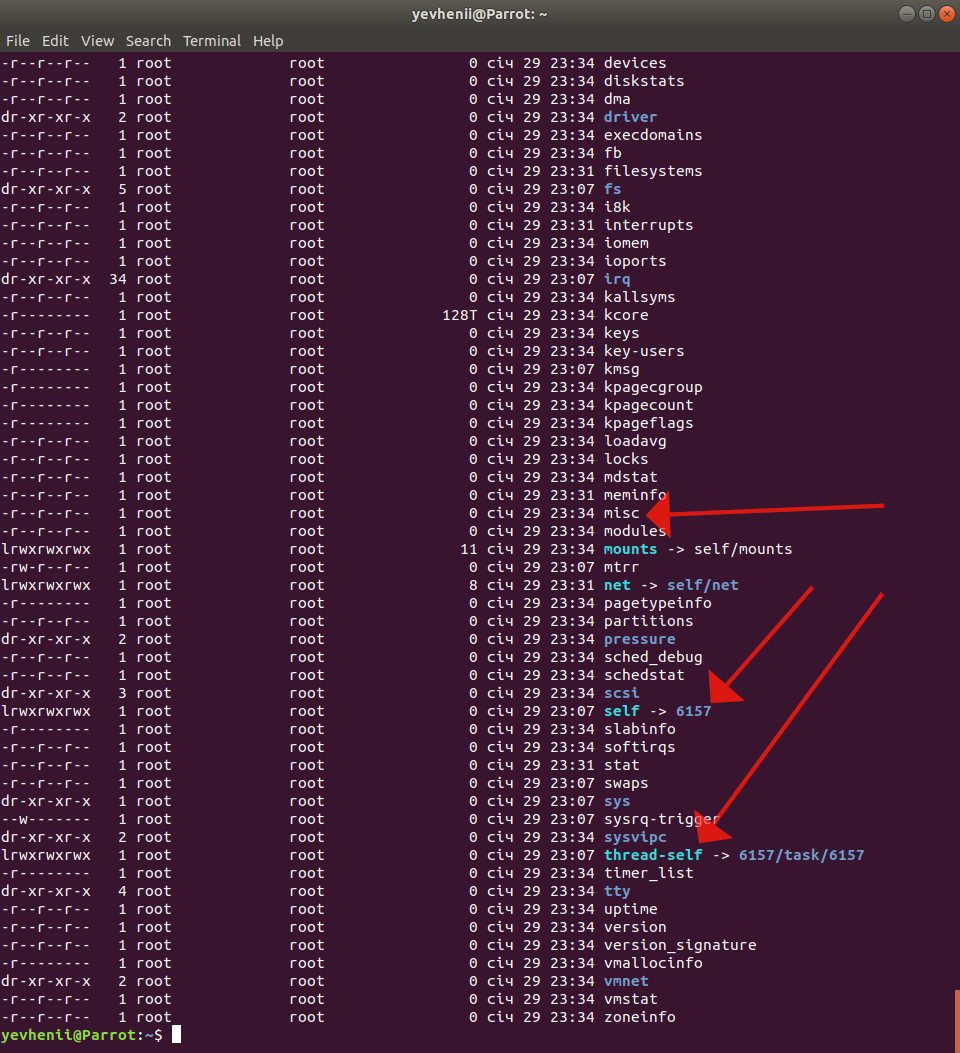 yevhenii@Parrot: ~
File Edit View Search Terminal Help
-r--r--r-- 1 root root 0 січ 29 23:34 devices
-r--r--r-- 1 root root 0 січ 29 23:34 diskstats
-r--r--r-- 1 root root 0 січ 29 23:34 dma
dr-xr-xr-x 2 root root 0 січ 29 23:34 driver
-r--r--r-- 1 root root 0 січ 29 23:34 execdomains
-r--r--r-- 1 root root 0 січ 29 23:34 fb
-r--r--r-- 1 root root 0 січ 29 23:31 filesystems
dr-xr-xr-x 5 root root 0 січ 29 23:07 fs
-r--r--r-- 1 root root 0 січ 29 23:34 i8k
-r--r--r-- 1 root root 0 січ 29 23:31 interrupts
-r--r--r-- 1 root root 0 січ 29 23:34 iomem
-r--r--r-- 1 root root 0 січ 29 23:34 ioports
dr-xr-xr-x 34 root root 0 січ 29 23:07 irq
-r--r--r-- 1 root root 0 січ 29 23:34 kallsyms
-r-------- 1 root root 128T січ 29 23:34 kcore
-r--r--r-- 1 root root 0 січ 29 23:34 keys
-r--r--r-- 1 root root 0 січ 29 23:34 key-users
-r-------- 1 root root 0 січ 29 23:07 kmsg
-r-------- 1 root root 0 січ 29 23:34 kpagecgroup
-r-------- 1 root root 0 січ 29 23:34 kpagecount
-r-------- 1 root root 0 січ 29 23:34 kpageflags
-r--r--r-- 1 root root 0 січ 29 23:34 loadavg
-r--r--r-- 1 root root 0 січ 29 23:34 locks
-r--r--r-- 1 root root 0 січ 29 23:34 mdstat
-r--r--r-- 1 root root 0 січ 29 23:31 meminfo
-r--r--r-- 1 root root 0 січ 29 23:34 misc
-r--r--r-- 1 root root 0 січ 29 23:34 modules
lrwxrwxrwx 1 root root 11 січ 29 23:34 mounts -> self/mounts
-rw-r--r-- 1 root root 0 січ 29 23:07 mtrr
lrwxrwxrwx 1 root root 8 січ 29 23:31 net -> self/net
-r-------- 1 root root 0 січ 29 23:34 pagetypeinfo
-r--r--r-- 1 root root 0 січ 29 23:34 partitions
dr-xr-xr-x 2 root root 0 січ 29 23:34 pressure
-r--r--r-- 1 root root 0 січ 29 23:34 sched_debug
-r--r--r-- 1 root root 0 січ 29 23:34 schedstat
dr-xr-xr-x 3 root root 0 січ 29 23:34 scsi
lrwxrwxrwx 1 root root 0 січ 29 23:07 self -> 6157
-r-------- 1 root root 0 січ 29 23:34 slabinfo
-r--r--r-- 1 root root 0 січ 29 23:34 softirqs
-r--r--r-- 1 root root 0 січ 29 23:31 stat
-r--r--r-- 1 root root 0 січ 29 23:07 swaps
dr-xr-xr-x 1 root root 0 січ 29 23:07 sys
--w------- 1 root root 0 січ 29 23:07 sysrq-trigger
dr-xr-xr-x 2 root root 0 січ 29 23:34 sysvipc
lrwxrwxrwx 1 root root 0 січ 29 23:07 thread-self -> 6157/task/6157
-r-------- 1 root root 0 січ 29 23:34 timer_list
dr-xr-xr-x 4 root root 0 січ 29 23:34 tty
-r--r--r-- 1 root root 0 січ 29 23:34 uptime
-r--r--r-- 1 root root 0 січ 29 23:34 version
-r--r--r-- 1 root root 0 січ 29 23:34 version_signature
-r-------- 1 root root 0 січ 29 23:34 vmallocinfo
dr-xr-xr-x 2 root root 0 січ 29 23:34 vmnet
-r--r--r-- 1 root root 0 січ 29 23:34 vmstat
-r--r--r-- 1 root root 0 січ 29 23:34 zoneinfo
yevhenii@Parrot:~$